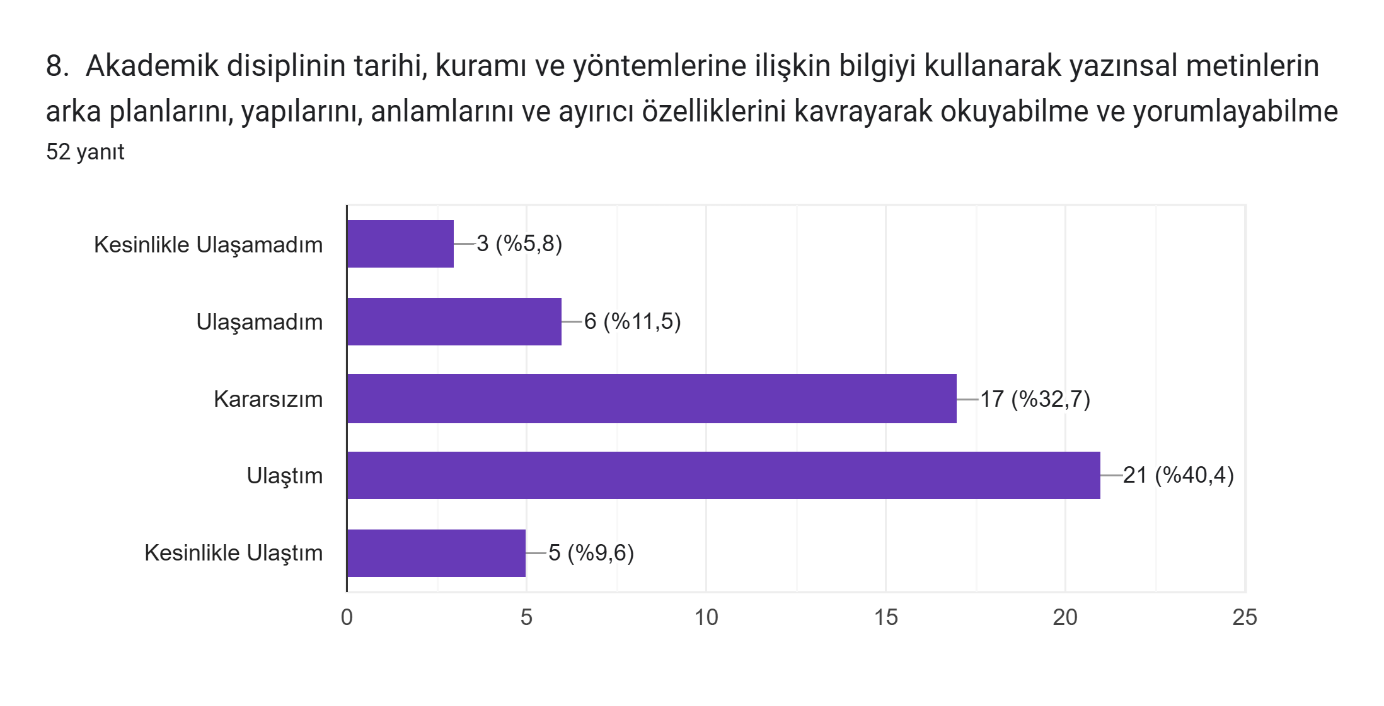 8.  Akademik disiplinin tarihi, kuramı ve yöntemlerine ilişkin bilgiyi kullanarak yazınsal metinlerin
arka planlarını, yapılarını, anlamlarını ve ayırıcı özelliklerini kavrayarak okuyabilme ve yorumlayabilme
52 yanıt
Kesinlikle Ulaşamadım 3 (%5,8)
Ulaşamadım 6 (%11,5)
Kararsızım 17 (%32,7)
Ulaştım 21 (%40,4)
Kesinlikle Ulaştım 5 (%9,6)
0 5 10 15 20 25